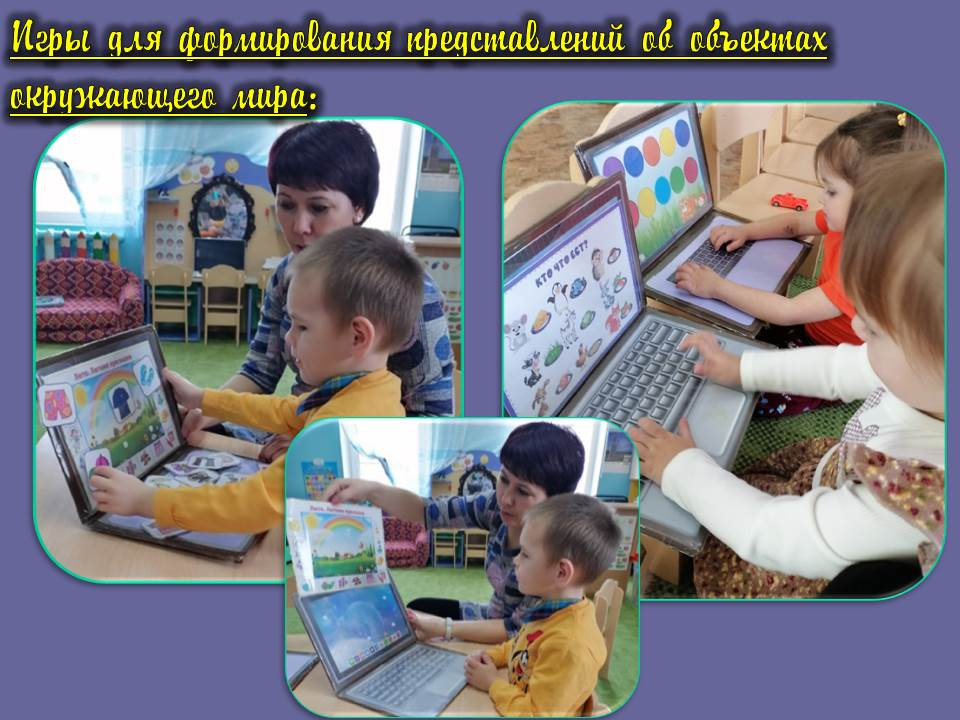 Игры для формирования представлений об объектах
окружающего мира:
КТО ЧТО ЕСТ?